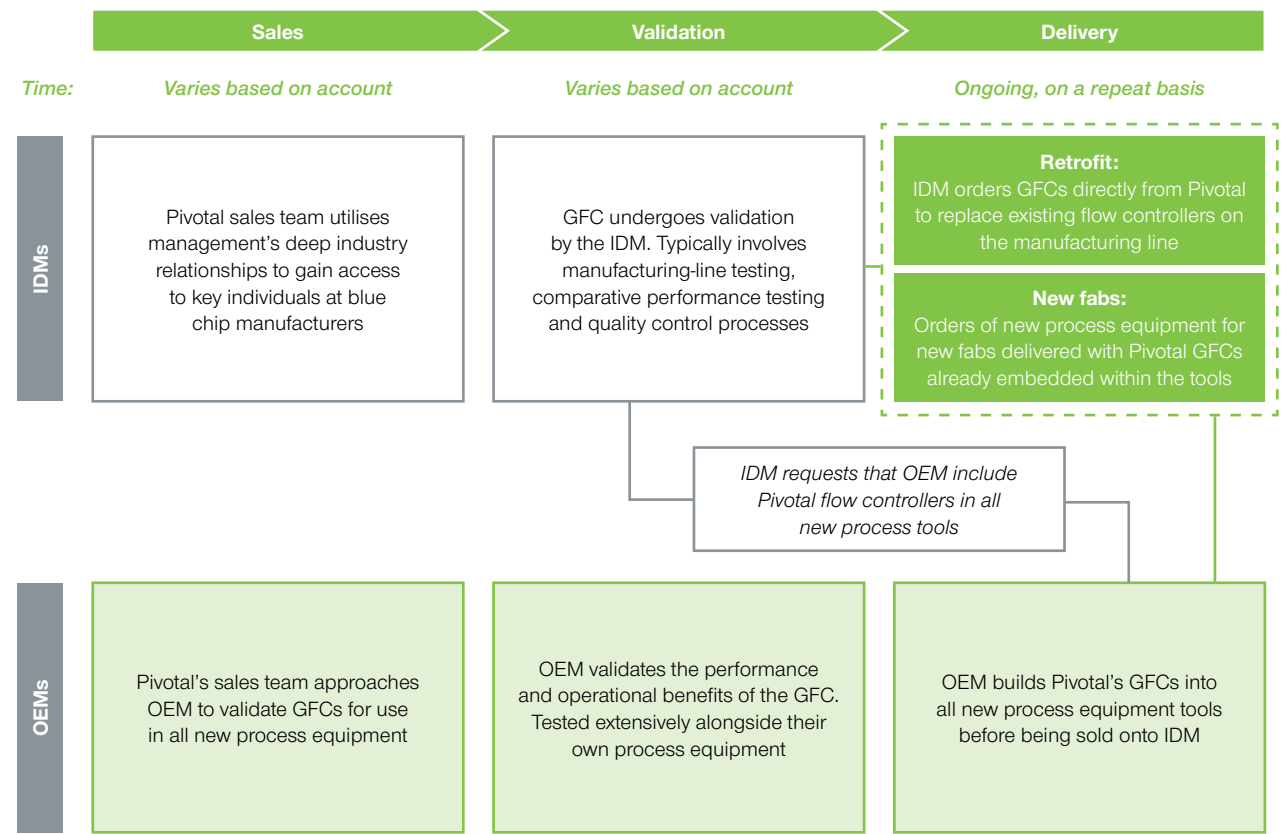 Sales
Validation
Delivery
Time:
Varies based on account
Varies based on account
Ongoing, on a repeat basis
IDMs
Pivotal sales team utilises
management's deep industry
relationships to gain access
to key individuals at blue
chip manufacturers
GFC undergoes validation
by the IDM. Typically involves
manufacturing-line testing,
comparative performance testing
and quality control processes
Retrofit:
IDM orders GFCs directly from Pivotal
to replace existing flow controllers on
the manufacturing line
New fabs:
Orders of new process equipment for
new fabs delivered with Pivotal GFCs
already embedded within the tools
IDM requests that OEM include
Pivotal flow controllers in all
new process tools
OEMs
Pivotal's sales team approaches
OEM to validate GFCs for use
in all new process equipment
OEM validates the performance
and operational benefits of the GFC.
Tested extensively alongside their
own process equipment
OEM builds Pivotal's GFCs into
all new process equipment tools
before being sold onto IDM